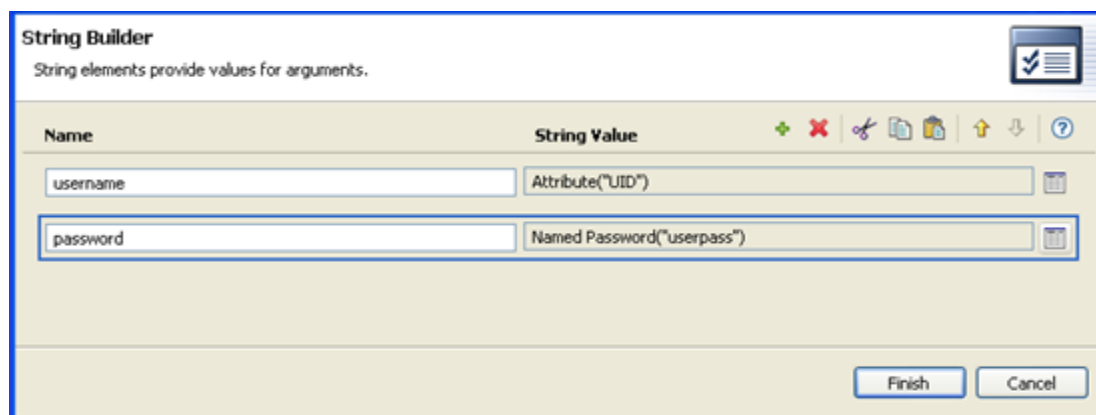 String Builder
String elements provide values for arguments.
Name String Value
username Attribute("UID")
password Named Password("userpass")
Finish Cancel